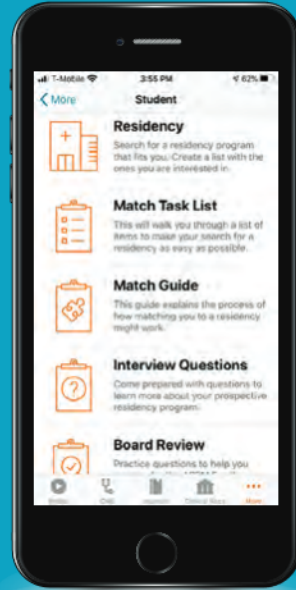 T-Mobile 3:55 PM 62%
More Student
Residency
Search for a residency program
that fits you. Create a list with the
ones you are interested in.
Match Task List
This will walk you through a list of
items to make your search for a
residency as easy as possible.
Match Guide
This guide explains the process of
how matching you to a residency
might work.
Interview Questions
Come prepared with questions to
learn more about your prospective
residency program.
Board Review
Practice questions to help you
CME More